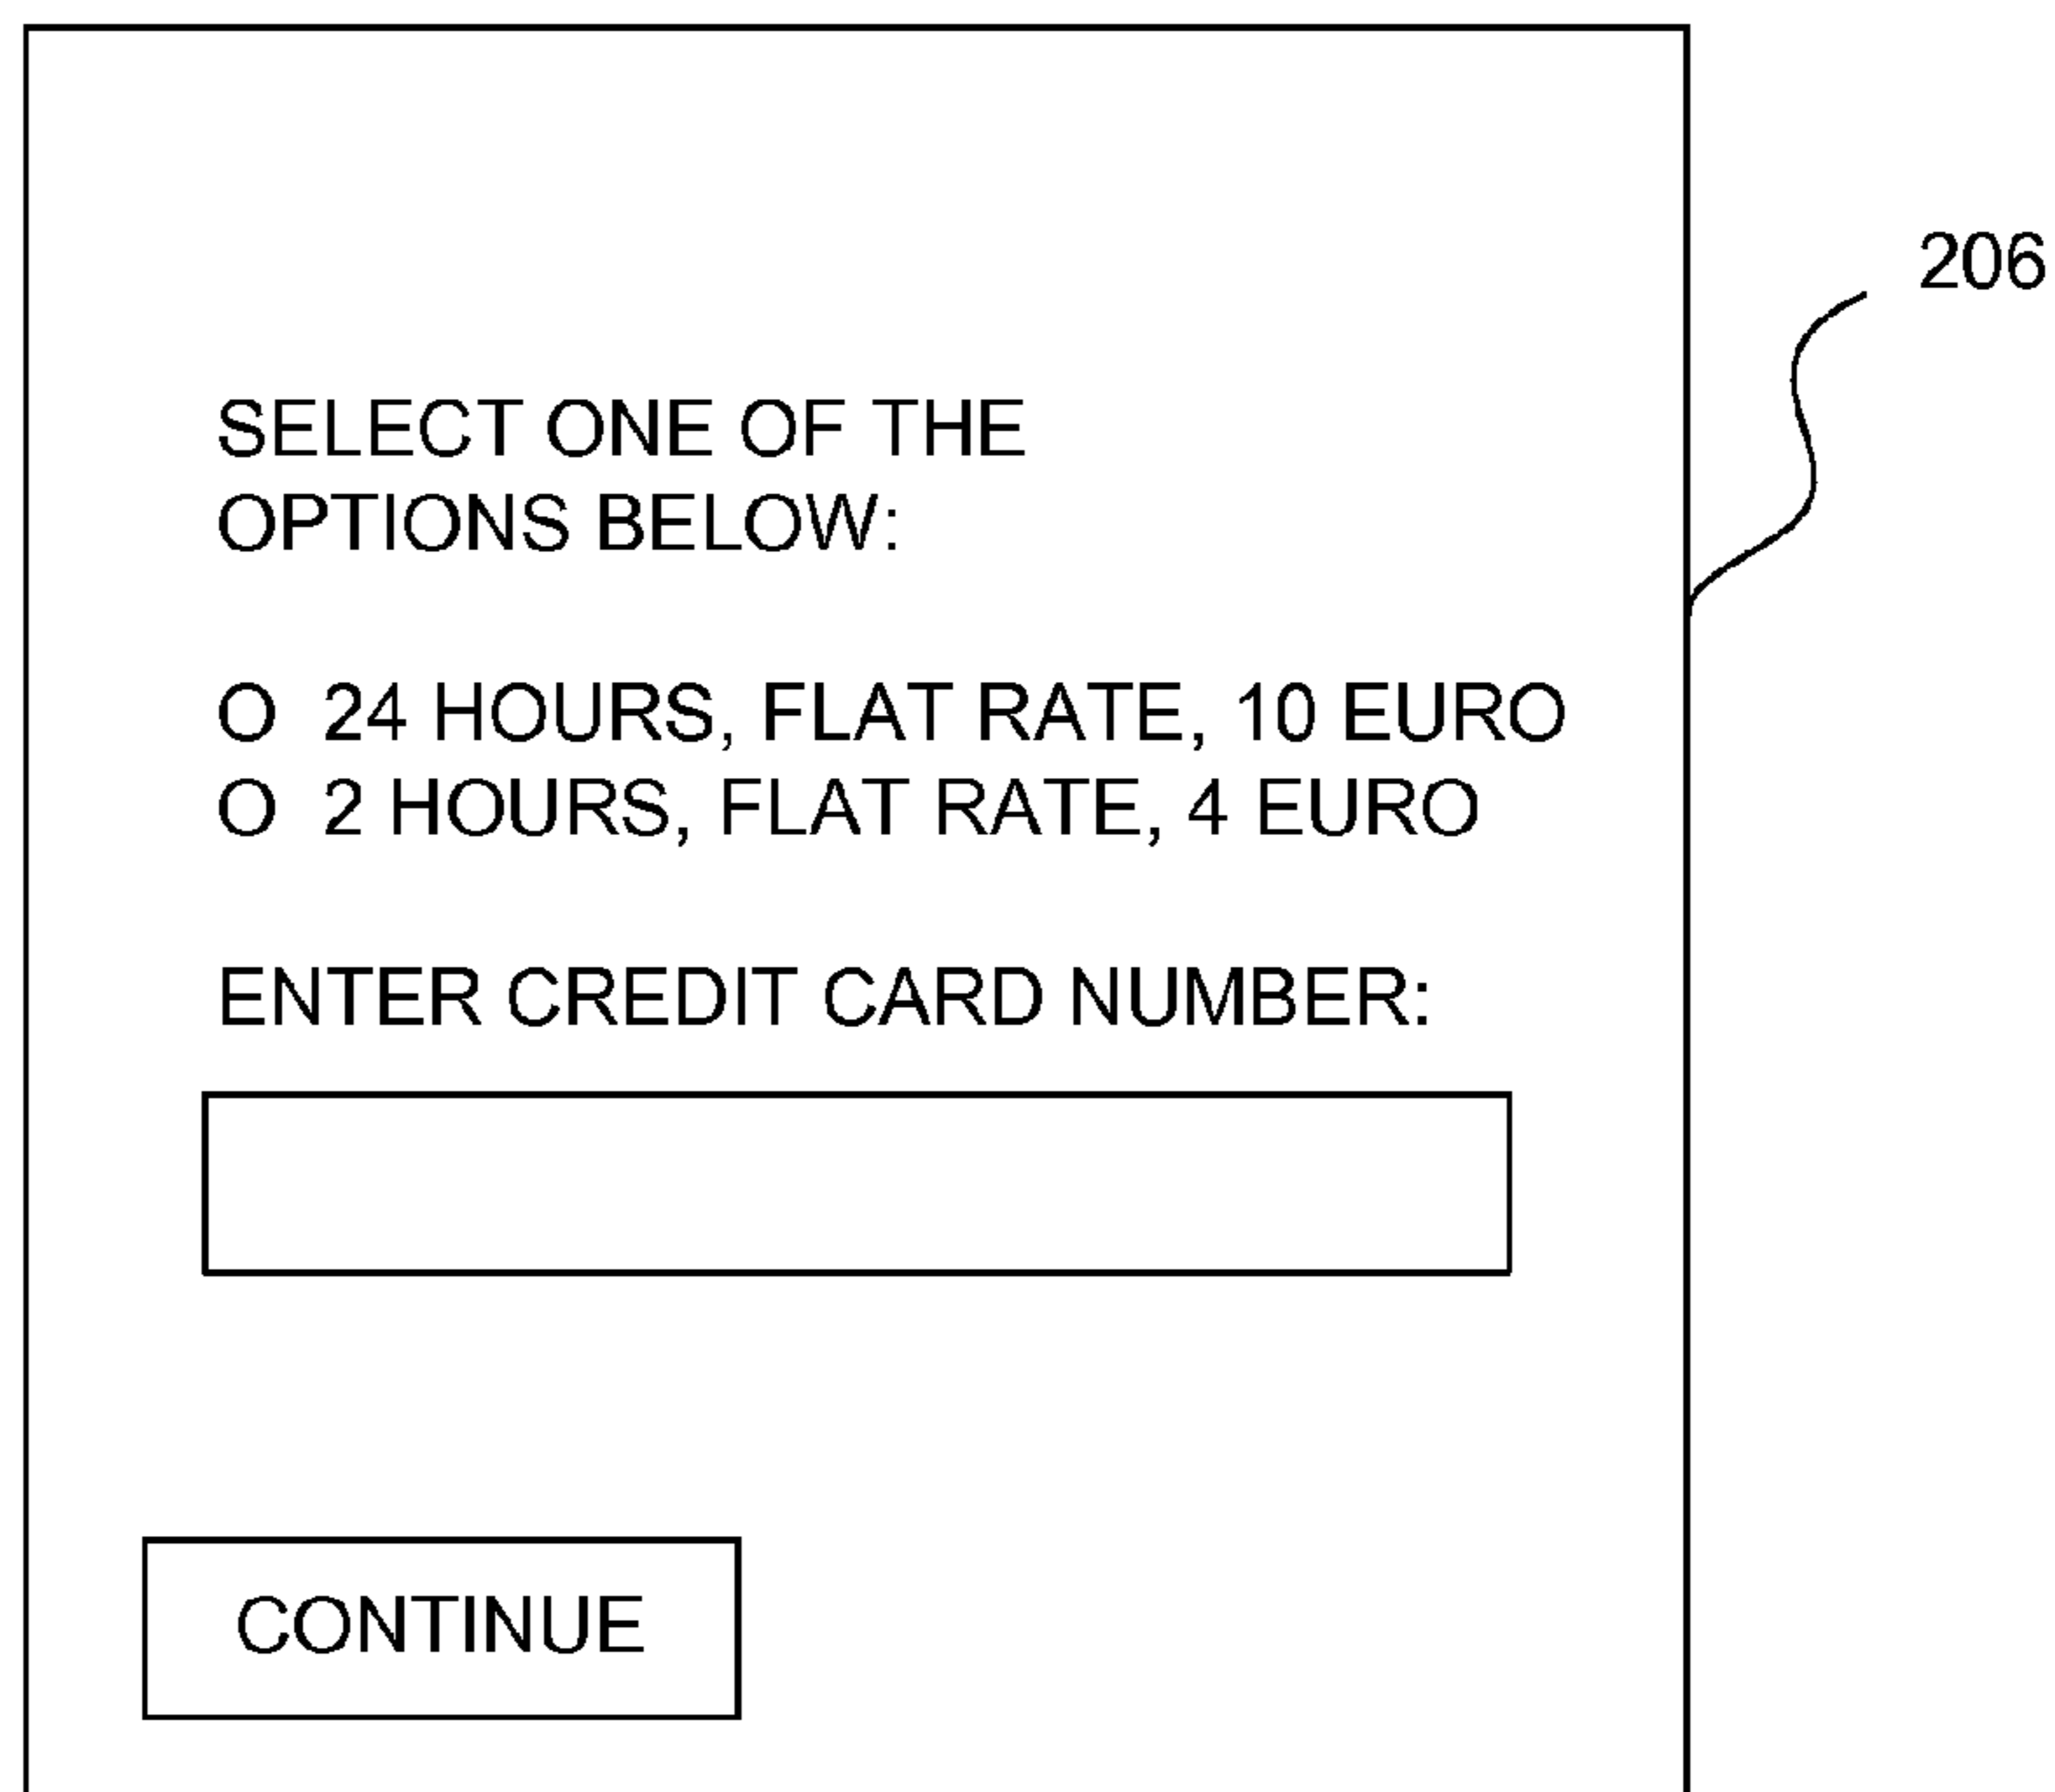 206
SELECT ONE OF THE
OPTIONS BELOW:
O 24 HOURS, FLAT RATE, 10 EURO
O 2 HOURS, FLAT RATE, 4 EURO
ENTER CREDIT CARD NUMBER:
CONTINUE